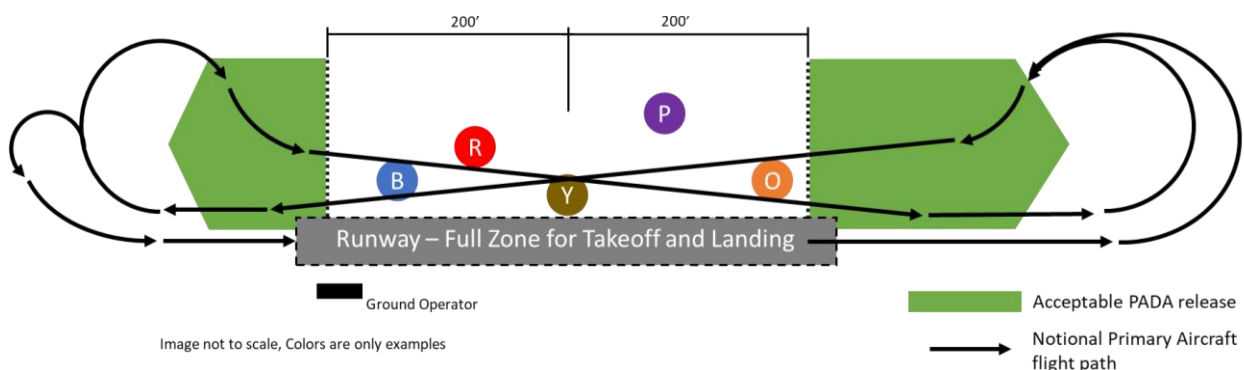 200’ 200’
P
R
B Y O
Runway – Full Zone for Takeoff and Landing
Ground Operator
Acceptable PADA release
Image not to scale, Colors are only examples
Notional Primary Aircraft
flight path